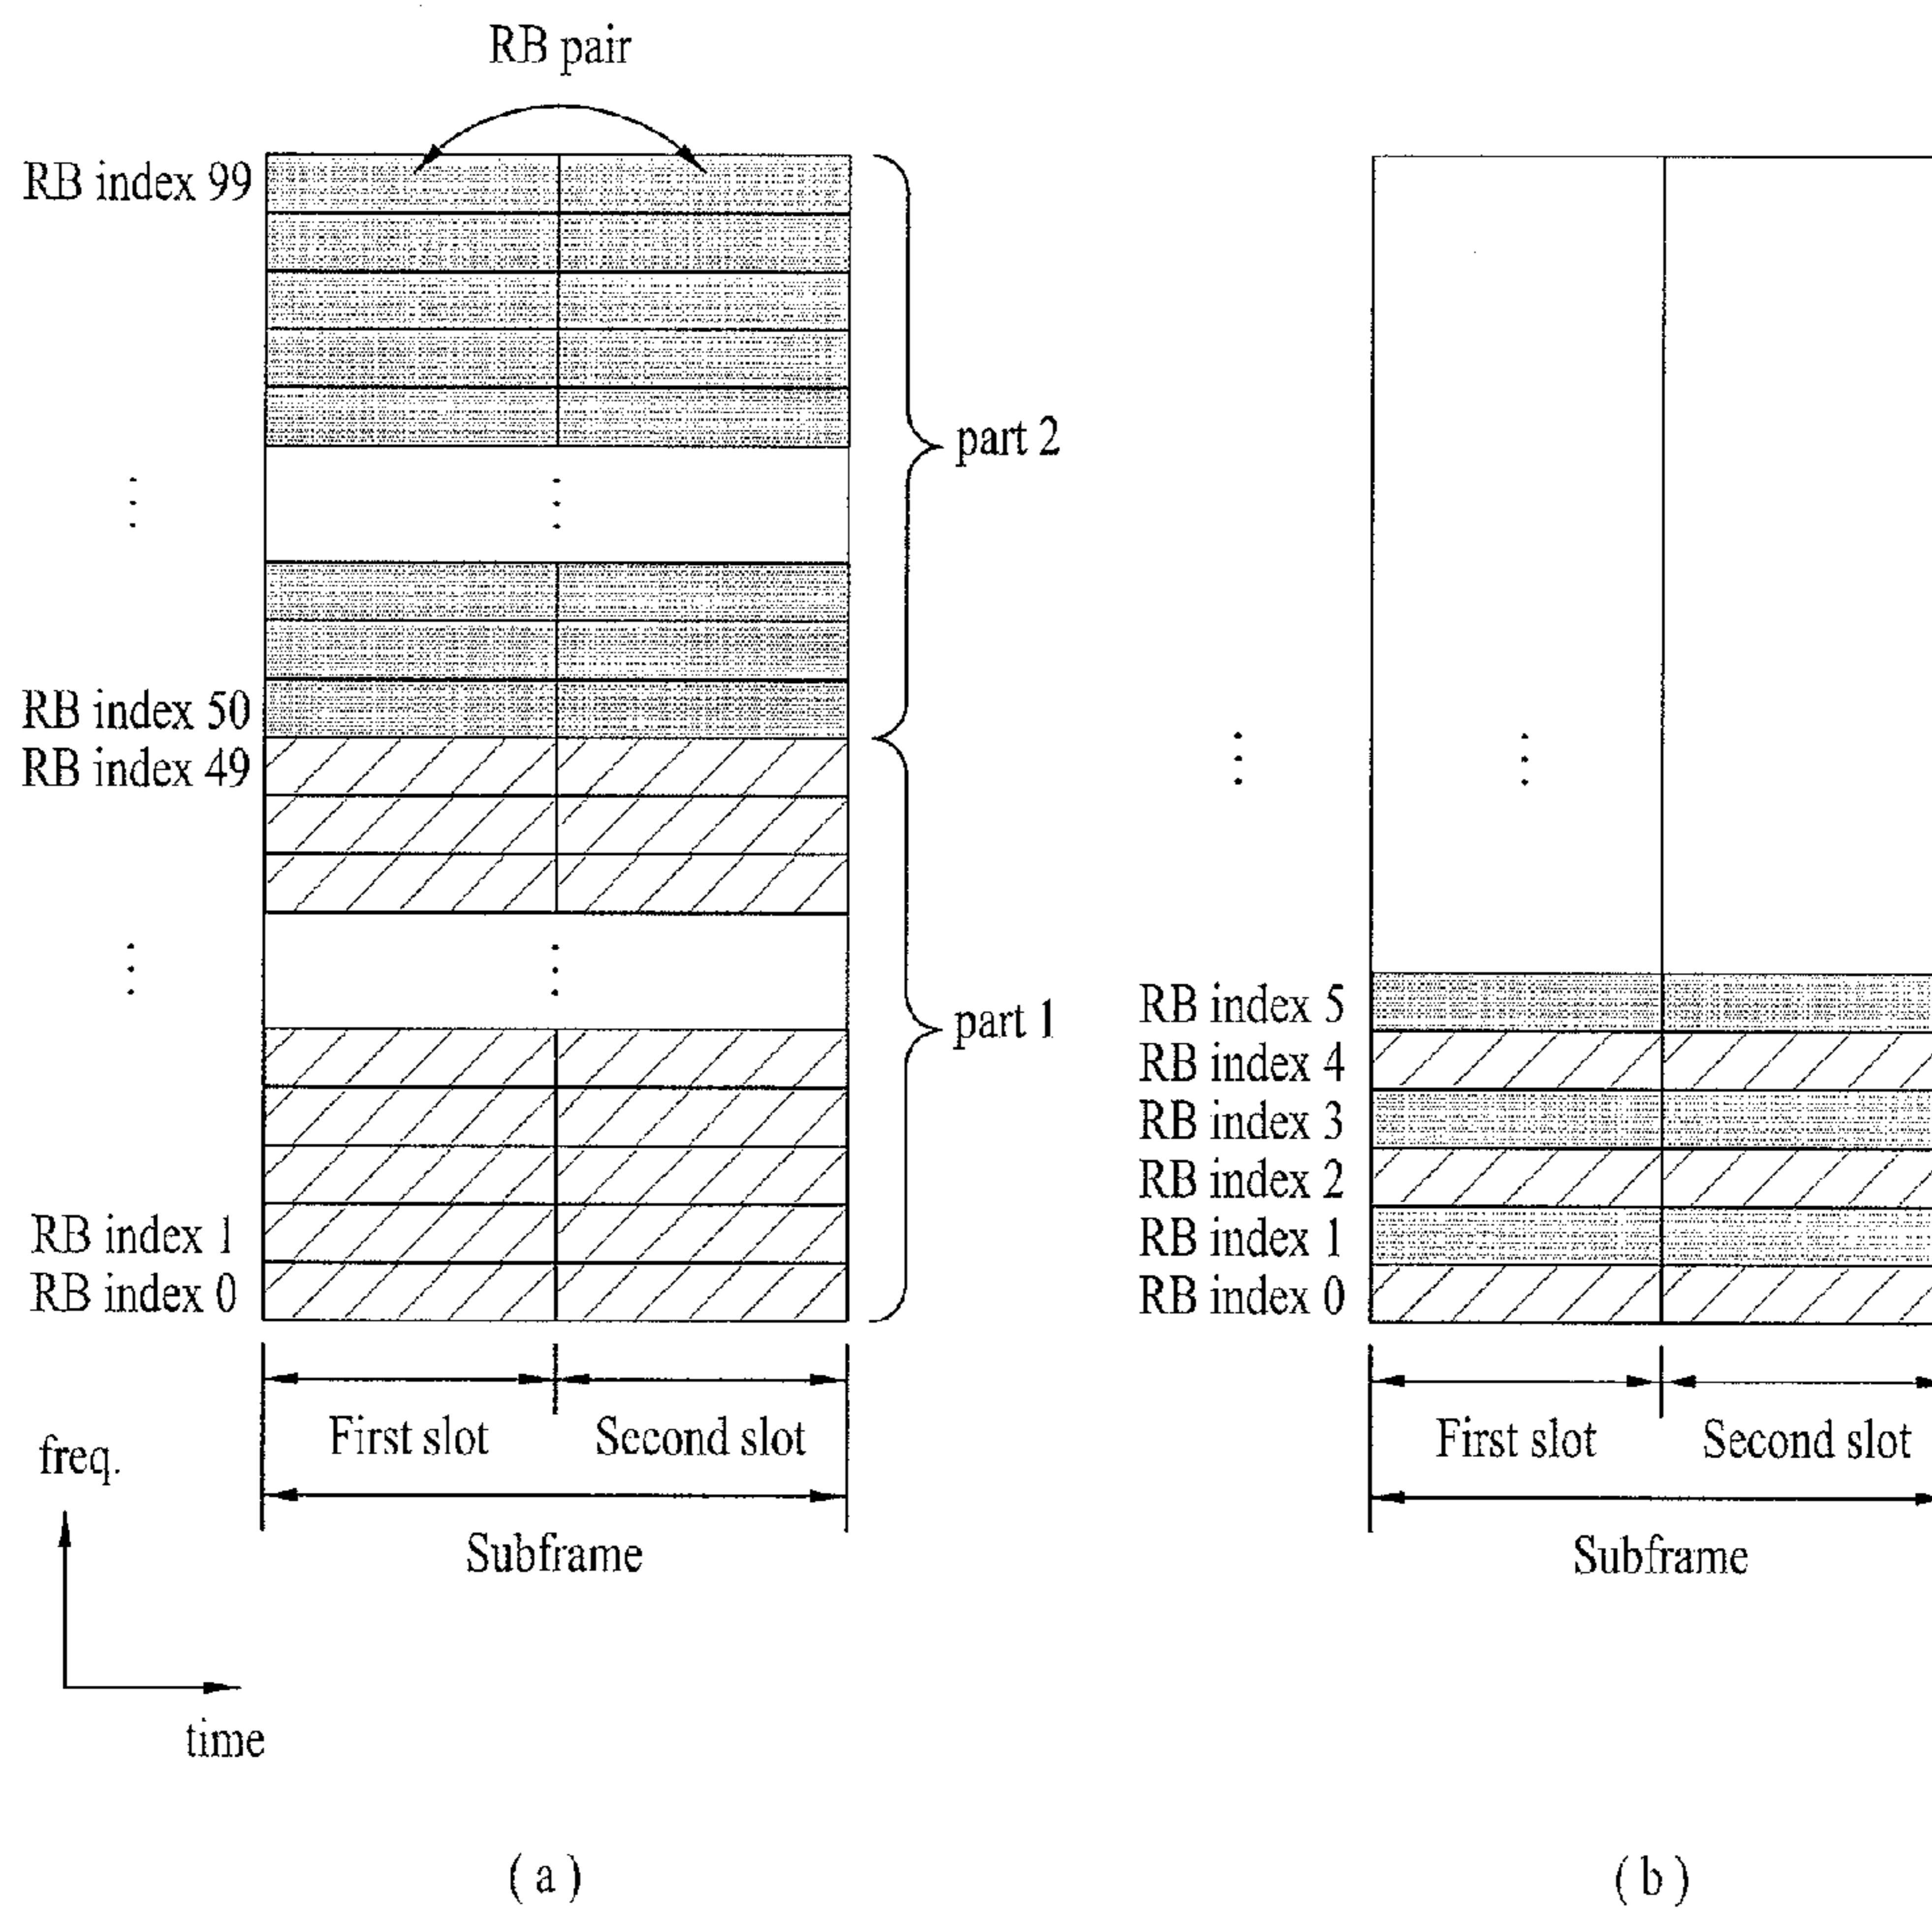 RB pair
RB index 99
part 2
RB index 50
RB index 49
part 1
RB index 1
RB index 0
First slot
Second slot
Subframe
freq.
time
( a )
RB index 5
RB index 4
RB index 3
RB index 2
RB index 1
RB index 0
First slot
Second slot
Subframe
( b )